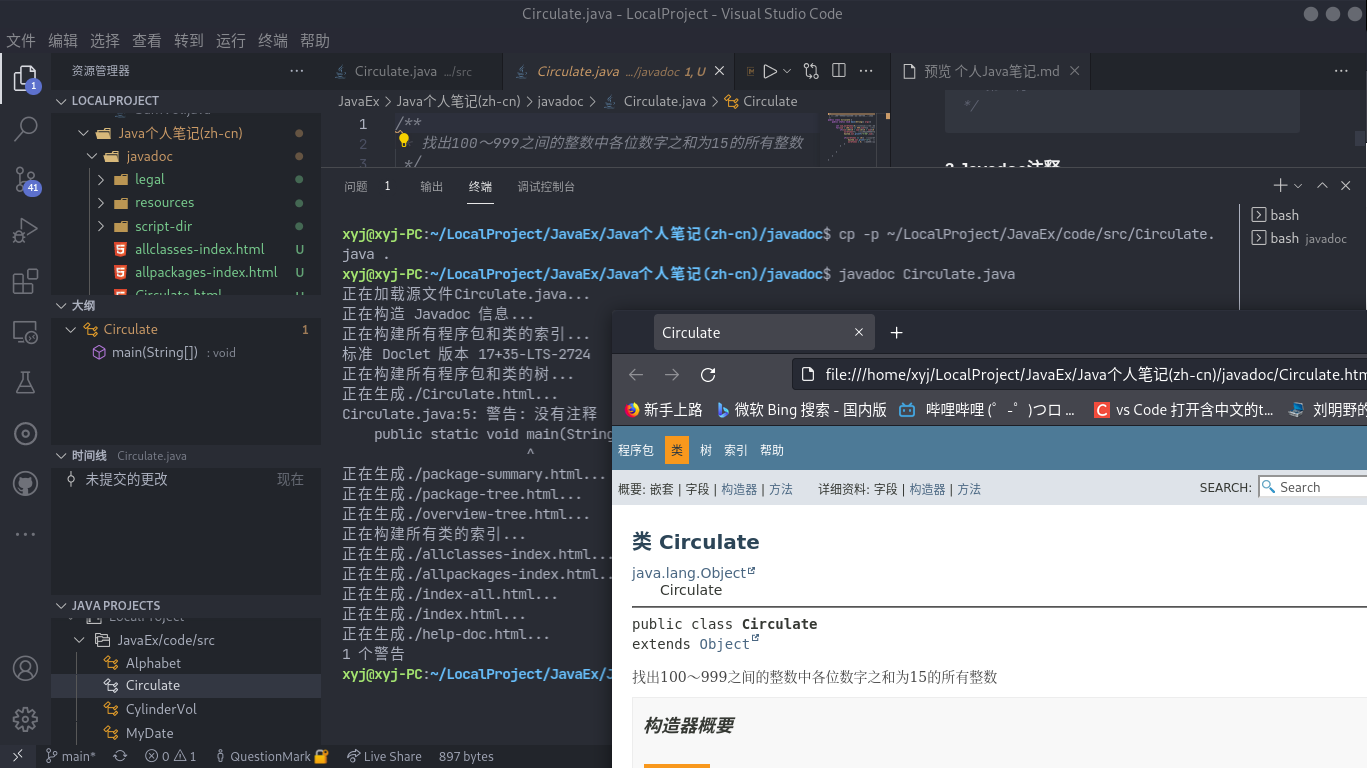 Circulate.java - LocalProject - Visual Studio Code
文件 编辑 选择 查看 转到 运行 终端 帮助
资源管理器 ···
1
41
LOCALPROJECT
Java个人笔记(zh-cn)
javadoc
legal
resources
script-dir
allclasses-index.html U
allpackages-index.html U
Circulate.html U
大纲
Circulate 1
main(String[]) : void
时间线 Circulate.java
未提交的更改 现在
JAVA PROJECTS
LocalProject
JavaEx/code/src
Alphabet
Circulate
CylinderVol
MyDate
Circulate.java .../src
Circulate.java .../javadoc 1, U
JavaEx > Java个人笔记(zh-cn) > javadoc > Circulate.java > Circulate
1 /**
2 找出100～999之间的整数中各位数字之和为15的所有整数
3 */
预览 个人Java笔记.md
*/
2.Javadoc注释
问题 1 输出 终端 调试控制台
bash
bash javadoc
xyj@xyj-PC:~/LocalProject/JavaEx/Java个人笔记(zh-cn)/javadoc$ cp -p ~/LocalProject/JavaEx/code/src/Circulate.
java .
xyj@xyj-PC:~/LocalProject/JavaEx/Java个人笔记(zh-cn)/javadoc$ javadoc Circulate.java
正在加载源文件Circulate.java...
正在构造 Javadoc 信息...
正在构建所有程序包和类的索引...
标准 Doclet 版本 17+35-LTS-2724
正在构建所有程序包和类的树...
正在生成./Circulate.html...
Circulate.java:5: 警告: 没有注释
public static void main(String
^
正在生成./package-summary.html...
正在生成./package-tree.html...
正在生成./overview-tree.html...
正在构建所有类的索引...
正在生成./allclasses-index.html...
正在生成./allpackages-index.html..
正在生成./index-all.html...
正在生成./index.html...
正在生成./help-doc.html...
1 个警告
xyj@xyj-PC:~/LocalProject/JavaEx/J
Circulate
file:///home/xyj/LocalProject/JavaEx/Java个人笔记(zh-cn)/javadoc/Circulate.htm
新手上路 微软 Bing 搜索 - 国内版 哔哩哔哩 (゜-゜)つロ ... vs Code 打开含中文的t... 刘明野的
程序包 类 树 索引 帮助
概要: 嵌套 | 字段 | 构造器 | 方法 详细资料: 字段 | 构造器 | 方法 SEARCH: Search
类 Circulate
java.lang.Object
Circulate
public class Circulate
extends Object
找出100～999之间的整数中各位数字之和为15的所有整数
构造器概要
main* 0 1 QuestionMark Live Share 897 bytes